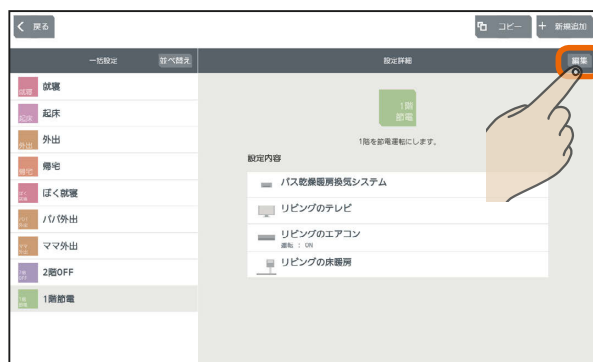 戻る
コピー
新規追加
一括設定
並べ替え
設定詳細
編集
就寝
就寝
起床
起床
外出
外出
帰宅
帰宅
ぼく就寝
パパ外出
ママ外出
2階OFF
1階節電
1階
節電
1階を節電運転にします。
設定内容
バス乾燥暖房換気システム
リビングのテレビ
リビングのエアコン
運転 : ON
リビングの床暖房